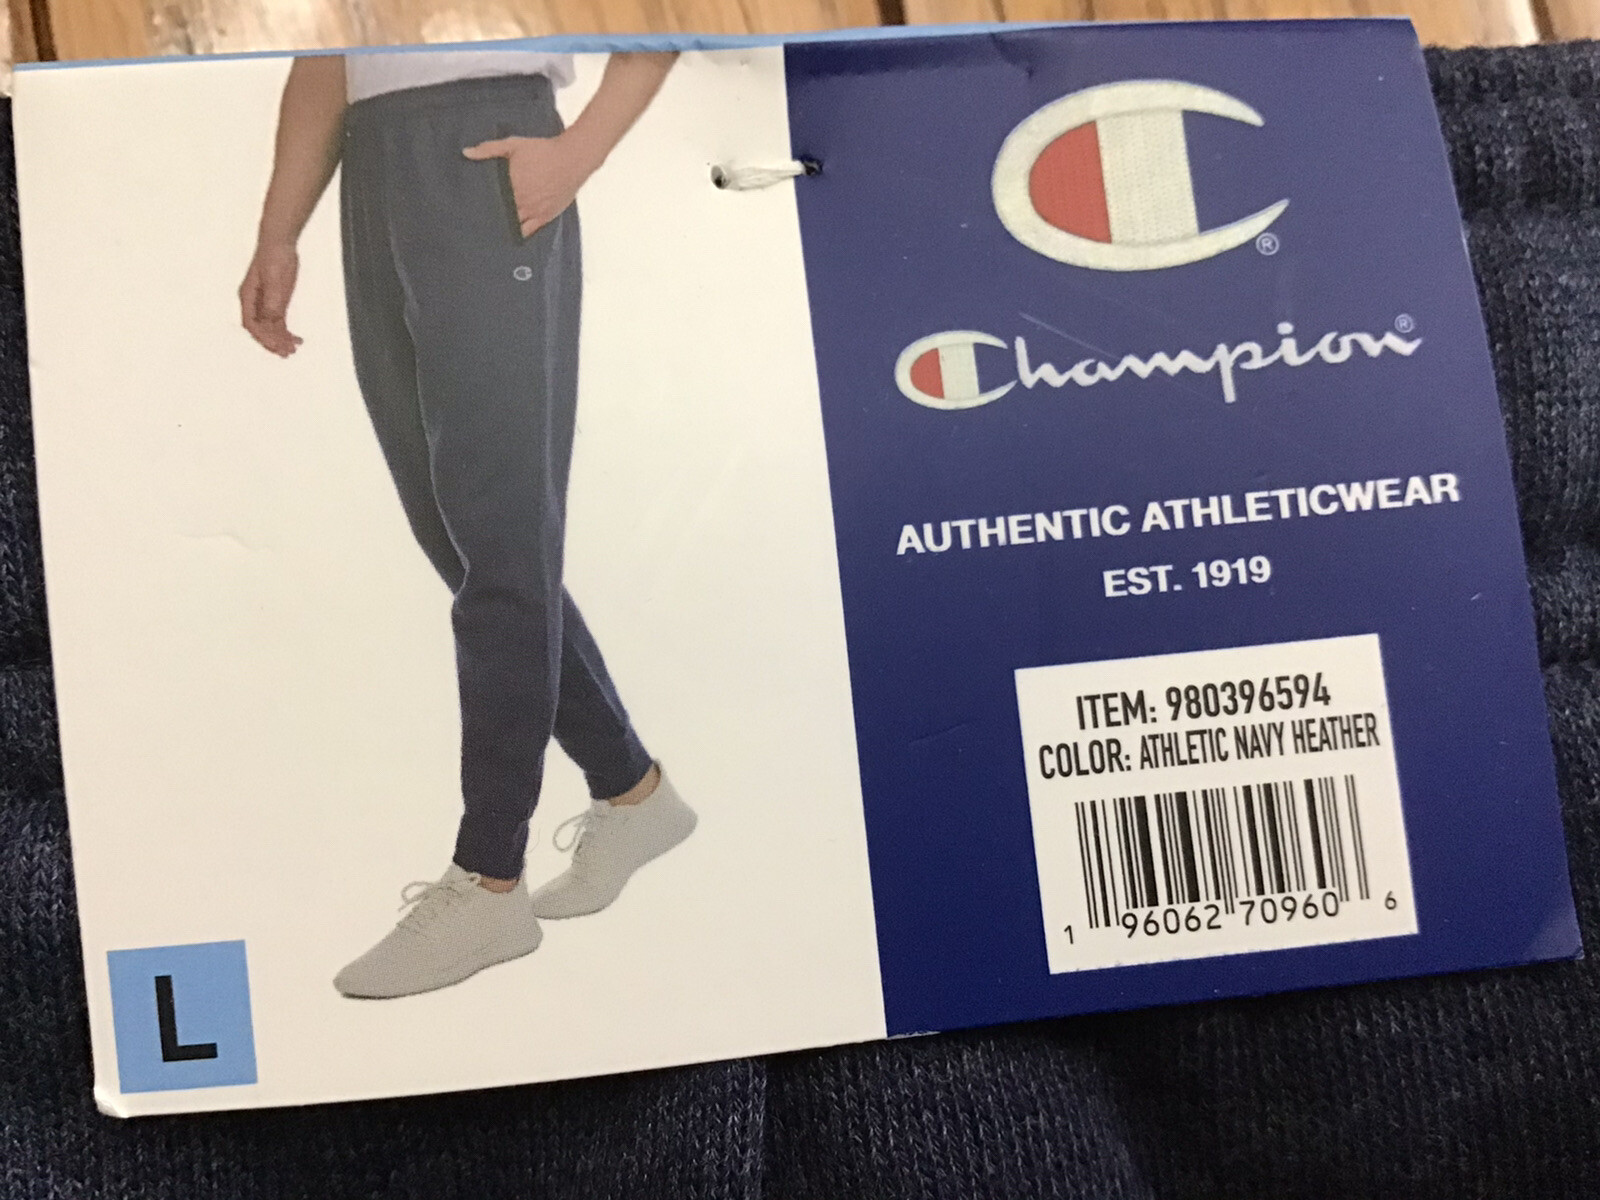 Champion®
AUTHENTIC ATHLETICWEAR
EST. 1919
ITEM: 980396594
COLOR: ATHLETIC NAVY HEATHER
1 96062 70960 6
L